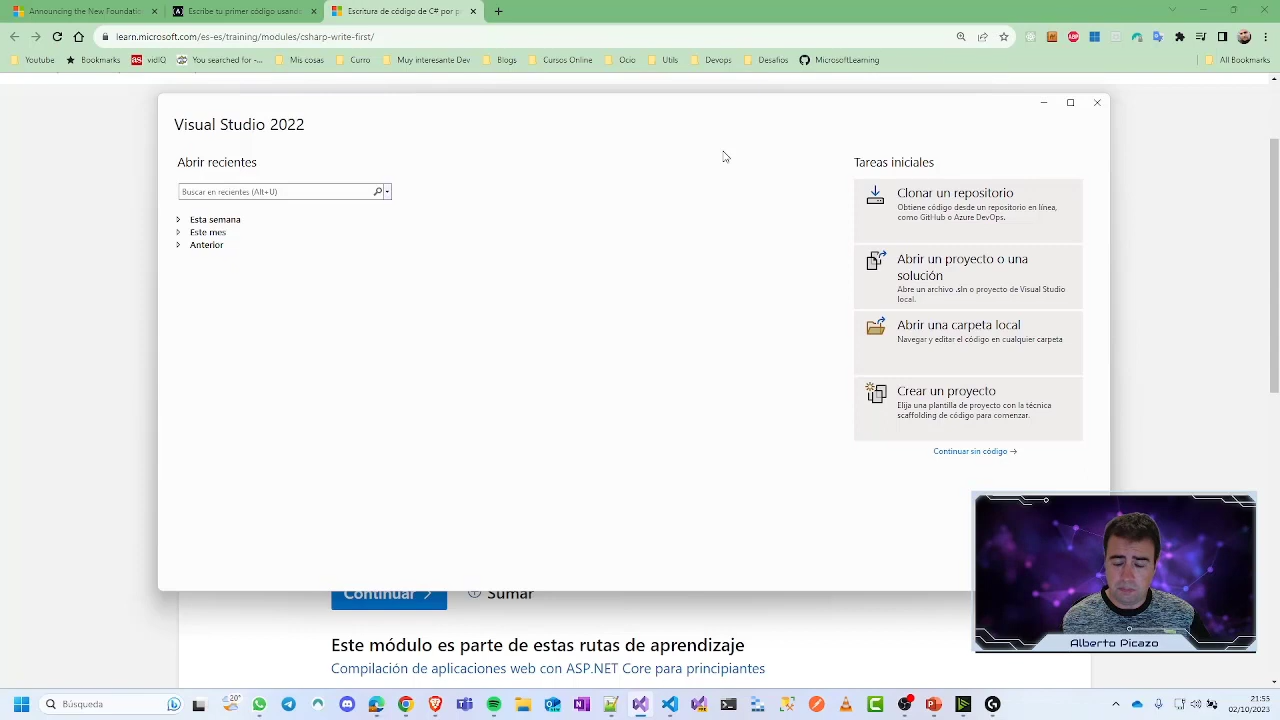 Announcing the New Foundatio
Escribe tu primer código usando
Escritura de código de C# por p
learn.microsoft.com/es-es/training/modules/csharp-write-first/
Youtube
Bookmarks
vidIQ
You searched for -...
Mis cosas
Curro
Muy interesante Dev
Blogs
Cursos Online
Ocio
Utils
Devops
Desafios
MicrosoftLearning
All Bookmarks
Visual Studio 2022
Abrir recientes
Buscar en recientes (Alt+U)
Esta semana
Este mes
Anterior
Tareas iniciales
Clonar un repositorio
Obtiene código desde un repositorio en línea,
como GitHub o Azure DevOps.
Abrir un proyecto o una
solución
Abre un archivo .sln o proyecto de Visual Studio
local.
Abrir una carpeta local
Navegar y editar el código en cualquier carpeta
Crear un proyecto
Elija una plantilla de proyecto con la técnica
scaffolding de código para comenzar.
Continuar sin código →
Continuar
Sumar
Este módulo es parte de estas rutas de aprendizaje
Compilación de aplicaciones web con ASP.NET Core para principiantes
Alberto Picazo
Búsqueda
20°
21:55
02/10/2023